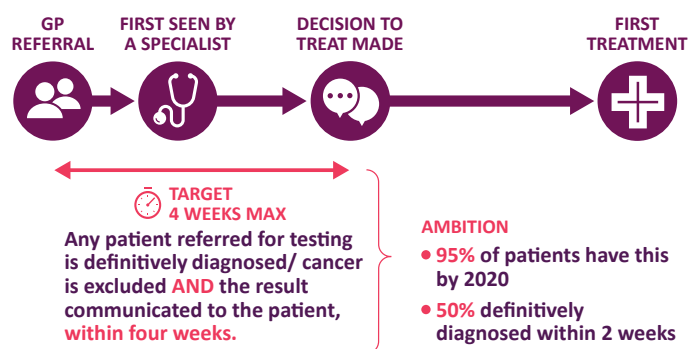 GP
REFERRAL
FIRST SEEN BY
A SPECIALIST
DECISION TO
TREAT MADE
FIRST
TREATMENT
TARGET
4 WEEKS MAX
Any patient referred for testing
is definitively diagnosed/ cancer
is excluded AND the result
communicated to the patient,
within four weeks.
AMBITION
• 95% of patients have this
by 2020
• 50% definitively
diagnosed within 2 weeks